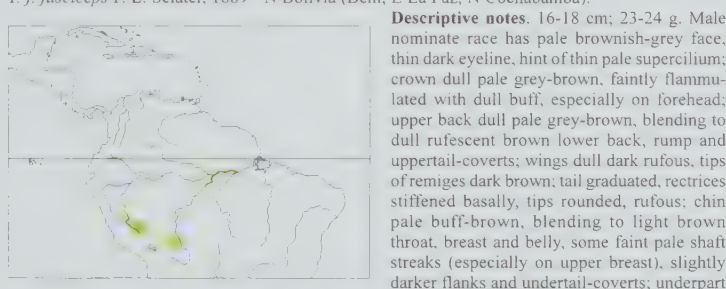 T. j. fusciceps P. L. Sclater, 1889 – N Bolivia (Beni, E La Paz, N Cochabamba).
Descriptive notes. 16-18 cm; 23-24 g. Male
nominate race has pale brownish-grey face,
thin dark eyeline, hint of thin pale supercilium;
crown dull pale grey-brown, faintly flammu-
lated with dull buff, especially on forehead;
upper back dull pale grey-brown, blending to
dull rufescent brown lower back, rump and
uppertail-coverts; wings dull dark rufous, tips
of remiges dark brown; tail graduated, rectrices
stiffened basally, tips rounded, rufous; chin
pale buff-brown, blending to light brown
throat, breast and belly, some faint pale shaft
streaks (especially on upper breast), slightly
darker flanks and undertail-coverts; underpart